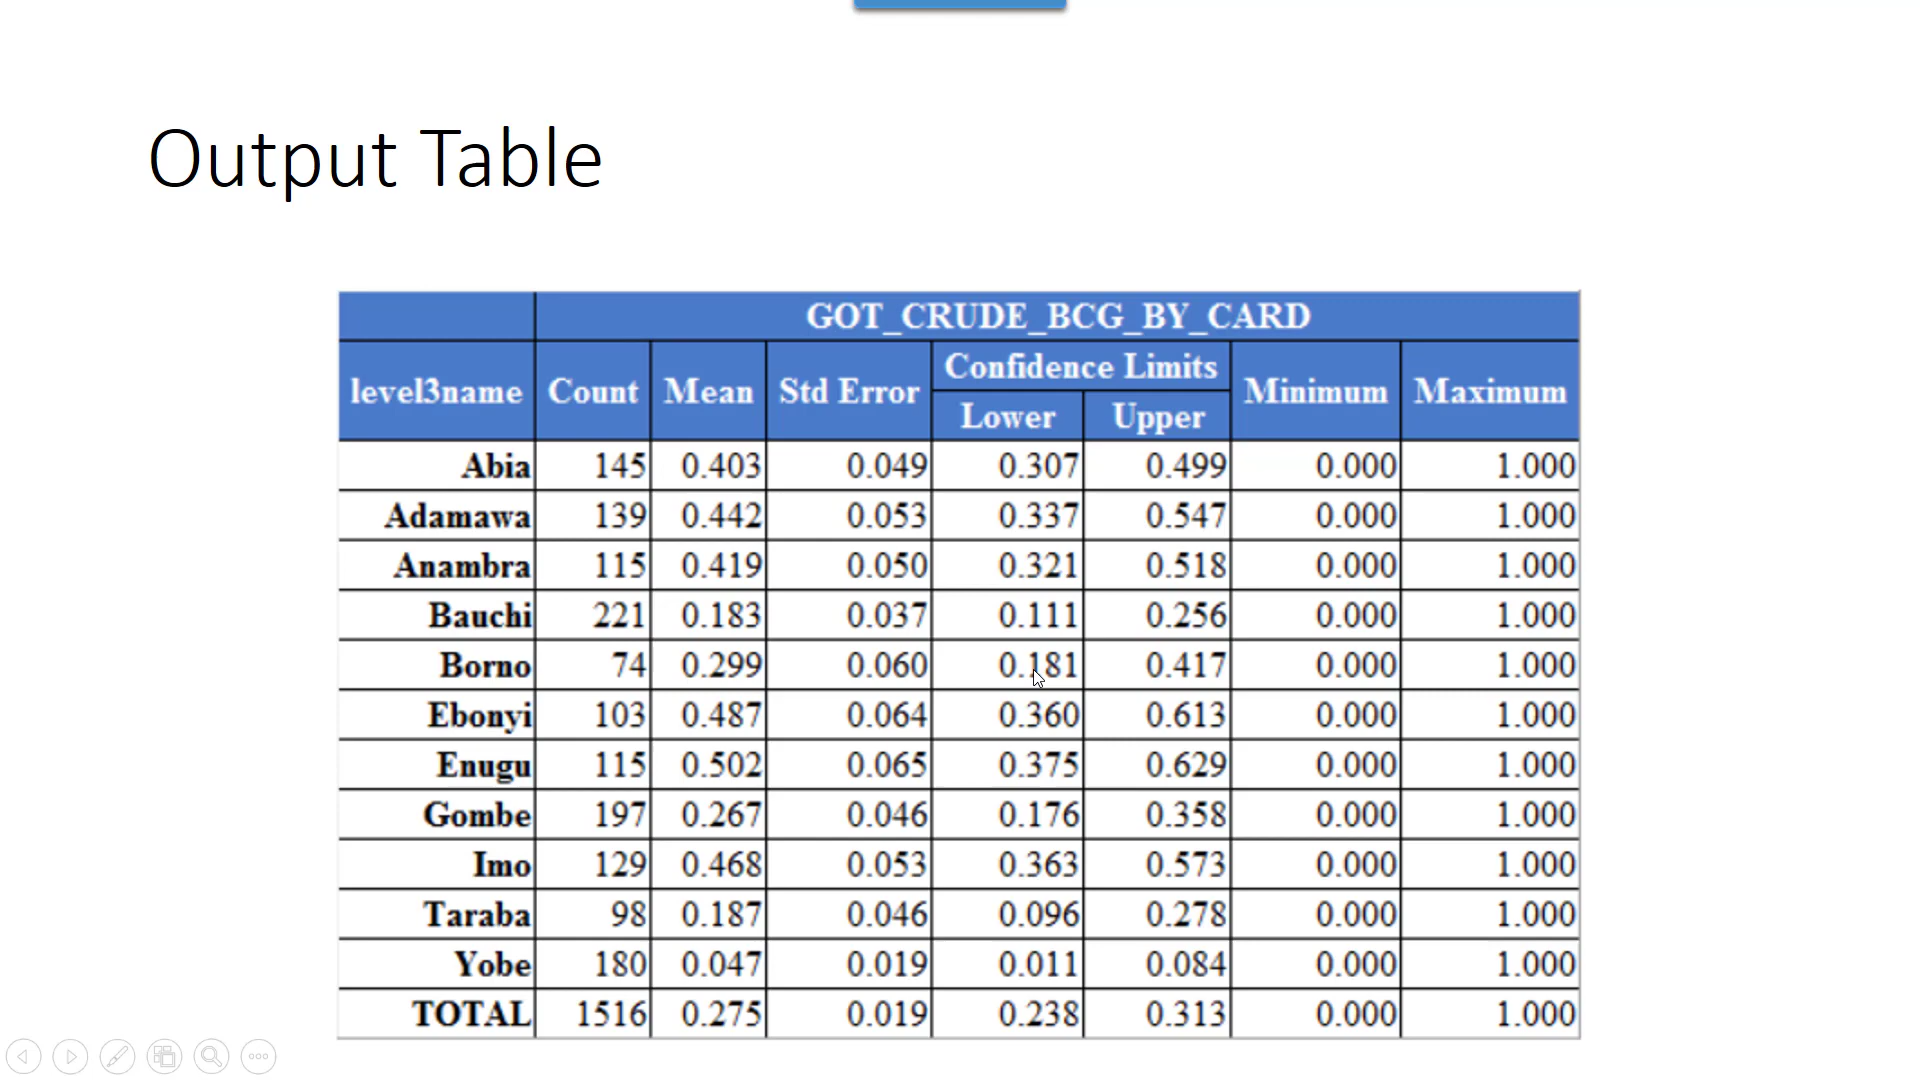 Output Table
GOT_CRUDE_BCG_BY_CARD
level3name Count Mean Std Error Confidence Limits Minimum Maximum
Lower Upper
Abia 145 0.403 0.049 0.307 0.499 0.000 1.000
Adamawa 139 0.442 0.053 0.337 0.547 0.000 1.000
Anambra 115 0.419 0.050 0.321 0.518 0.000 1.000
Bauchi 221 0.183 0.037 0.111 0.256 0.000 1.000
Borno 74 0.299 0.060 0.181 0.417 0.000 1.000
Ebonyi 103 0.487 0.064 0.360 0.613 0.000 1.000
Enugu 115 0.502 0.065 0.375 0.629 0.000 1.000
Gombe 197 0.267 0.046 0.176 0.358 0.000 1.000
Imo 129 0.468 0.053 0.363 0.573 0.000 1.000
Taraba 98 0.187 0.046 0.096 0.278 0.000 1.000
Yobe 180 0.047 0.019 0.011 0.084 0.000 1.000
TOTAL 1516 0.275 0.019 0.238 0.313 0.000 1.000